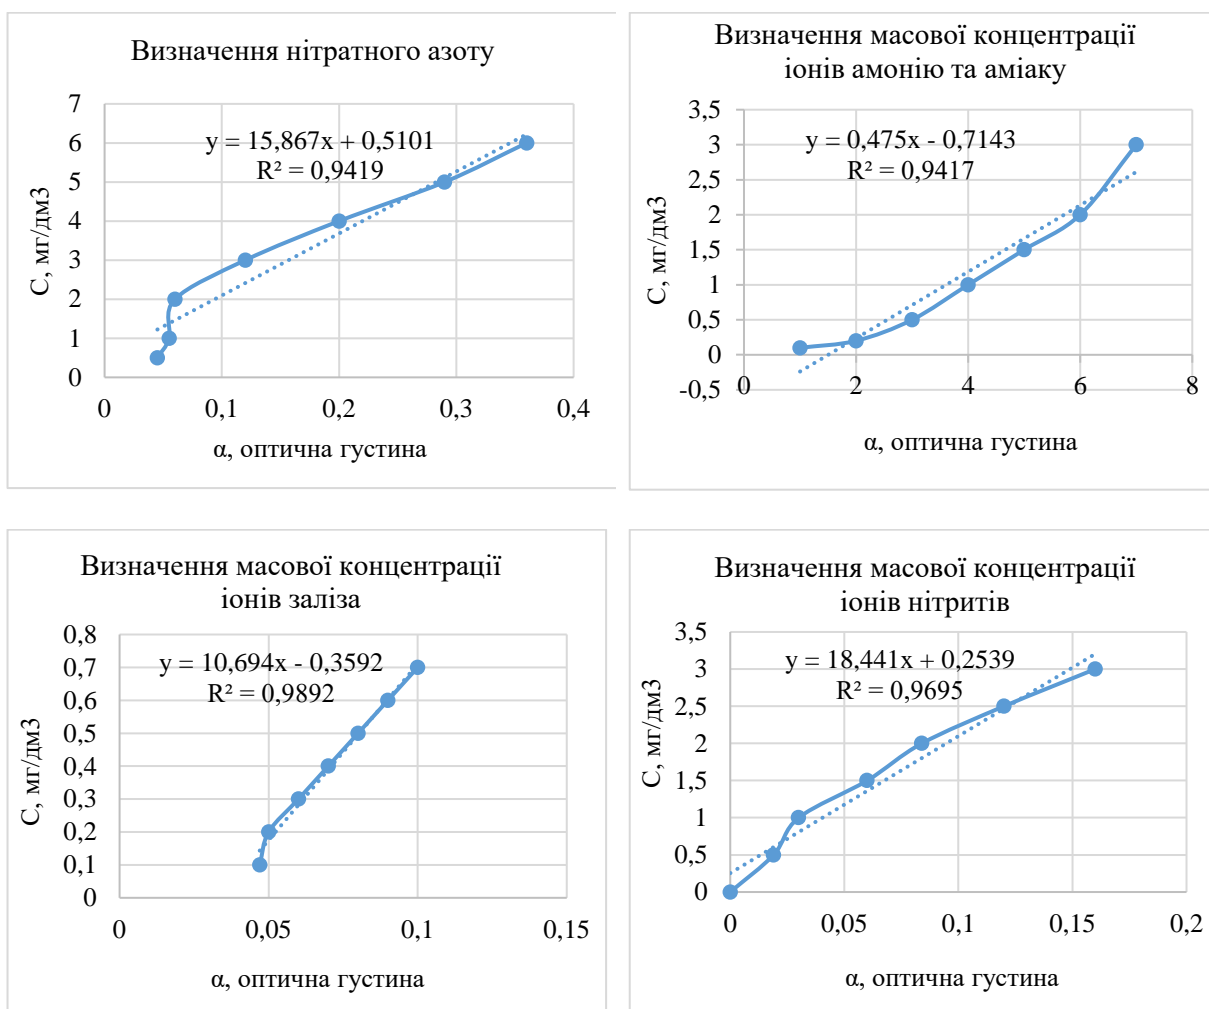 Визначення нітратного азоту
7
6
5
4
3
2
1
0
y = 15,867x + 0,5101
R² = 0,9419
С, мг/дм3
0
0,1
0,2
0,3
0,4
α, оптична густина
Визначення масової концентрації
іонів амонію та аміаку
3,5
3
2,5
2
1,5
1
0,5
0
-0,5
y = 0,475x - 0,7143
R² = 0,9417
С, мг/дм3
0
2
4
6
8
α, оптична густина
Визначення масової концентрації
іонів заліза
0,8
0,7
0,6
0,5
0,4
0,3
0,2
0,1
0
y = 10,694x - 0,3592
R² = 0,9892
С, мг/дм3
0
0,05
0,1
0,15
α, оптична густина
Визначення масової концентрації
іонів нітритів
3,5
3
2,5
2
1,5
1
0,5
0
y = 18,441x + 0,2539
R² = 0,9695
С, мг/дм3
0
0,05
0,1
0,15
0,2
α, оптична густина